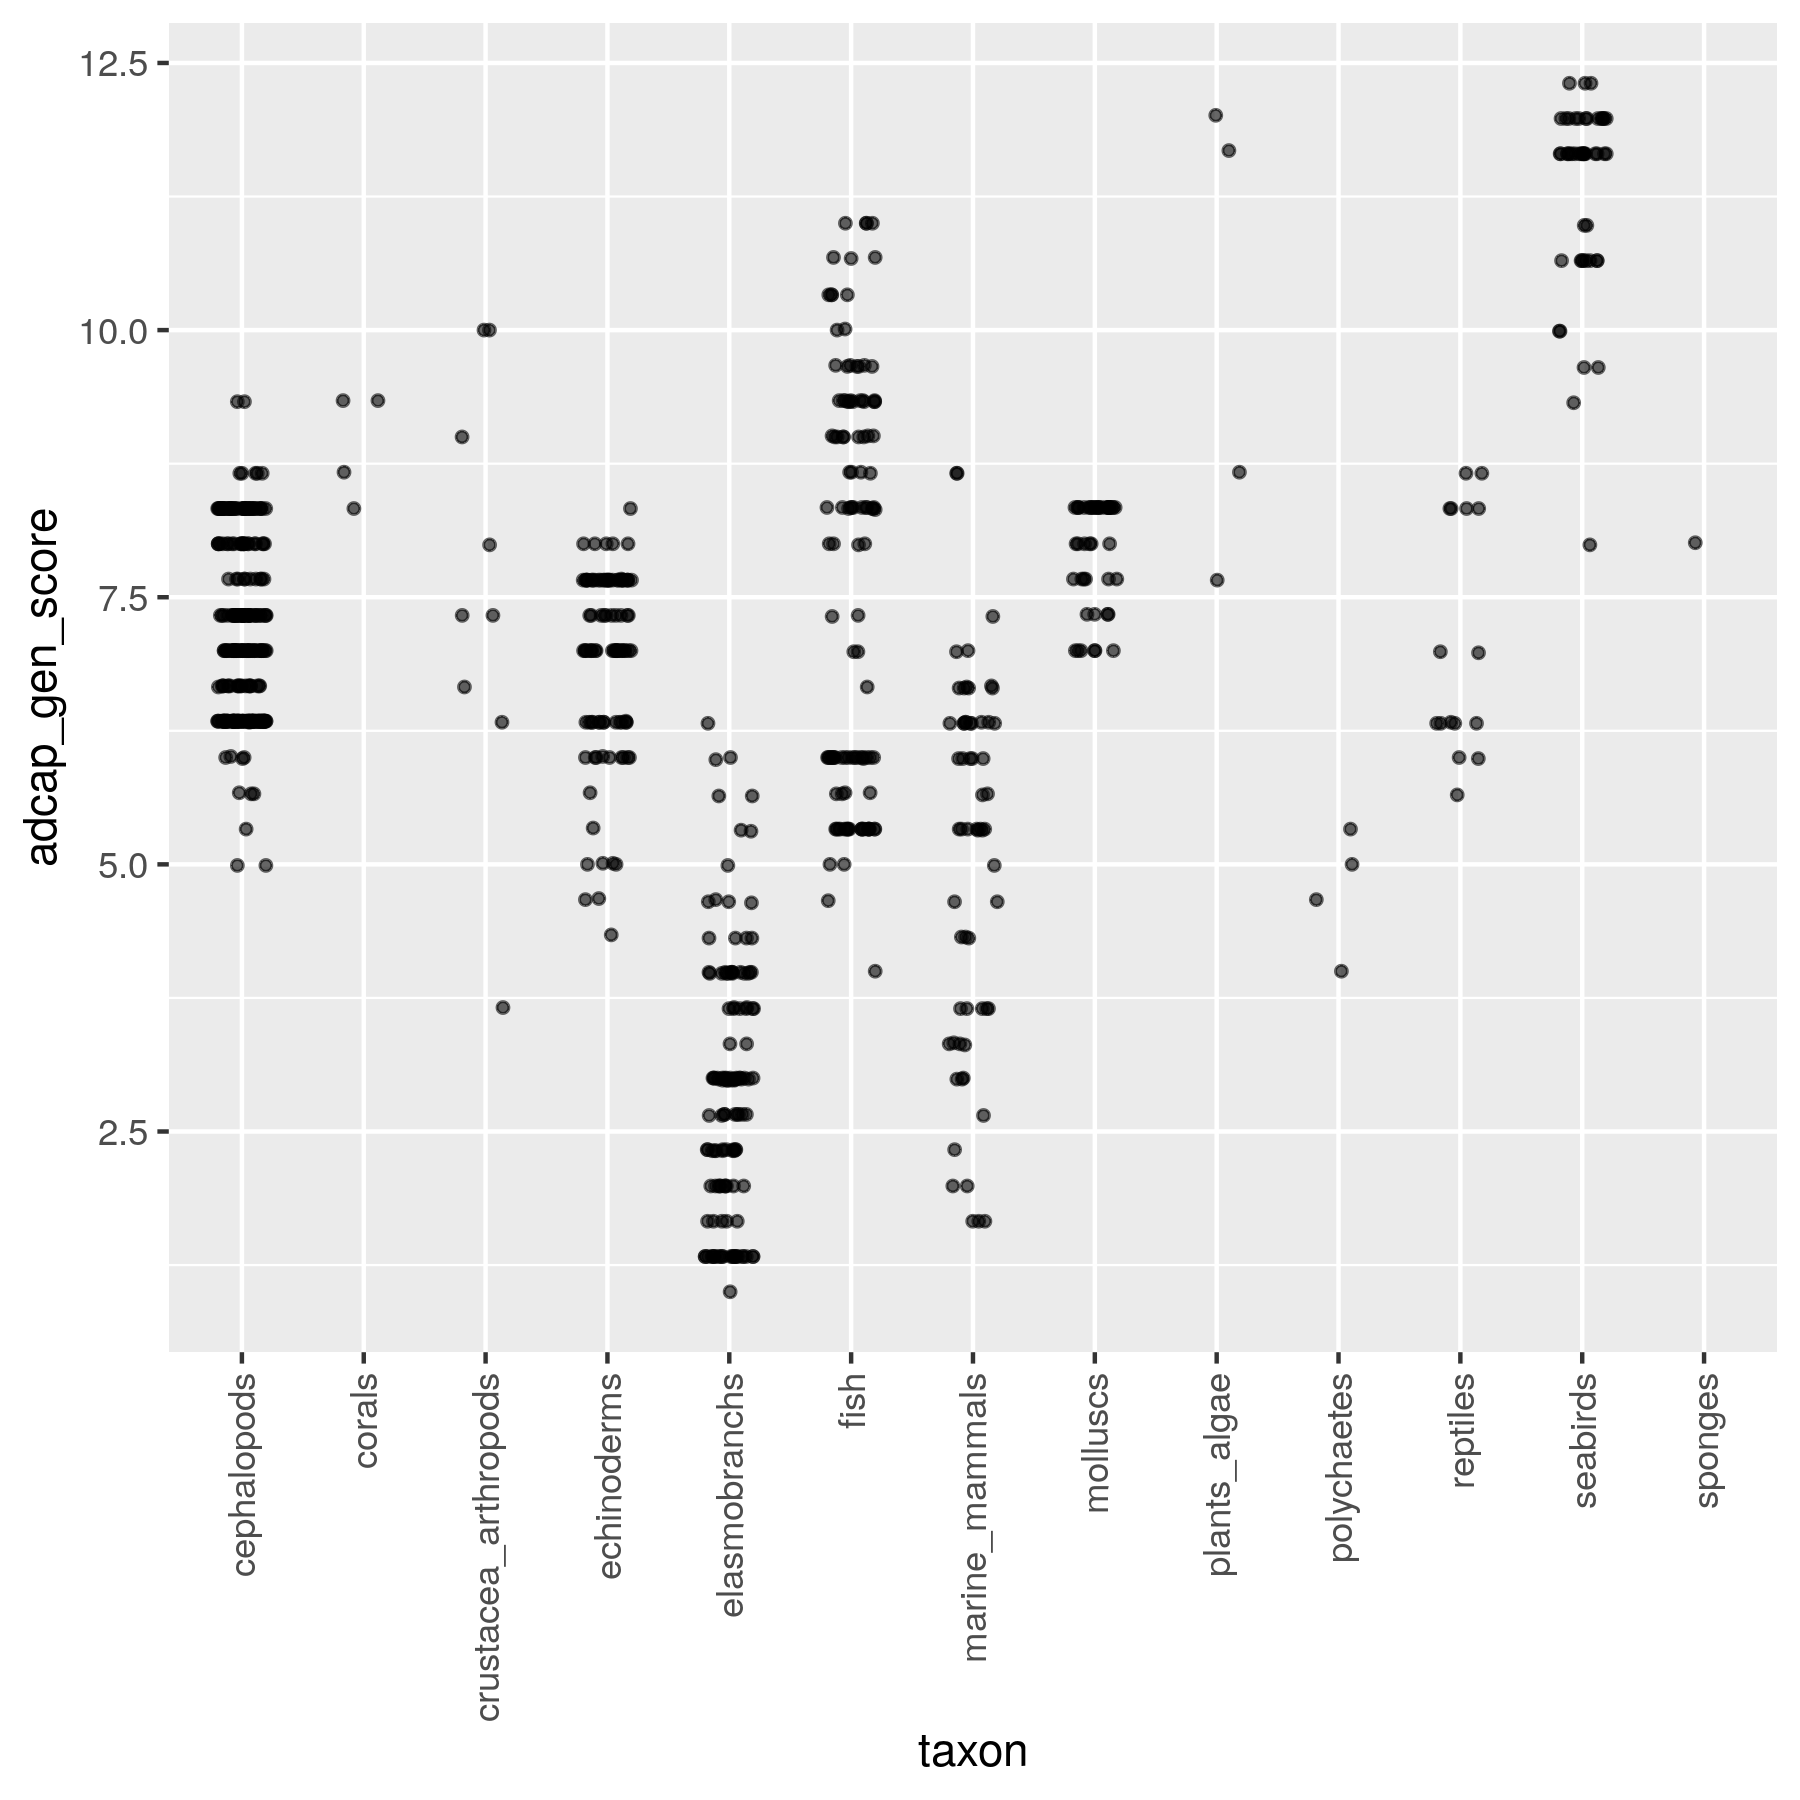 adcap_gen_score
12.5
10.0
7.5
5.0
2.5
cephalopods
corals
crustacea_arthropods
echinoderms
elasmobranchs
fish
marine_mammals
molluscs
plants_algae
polychaetes
reptiles
seabirds
sponges
taxon